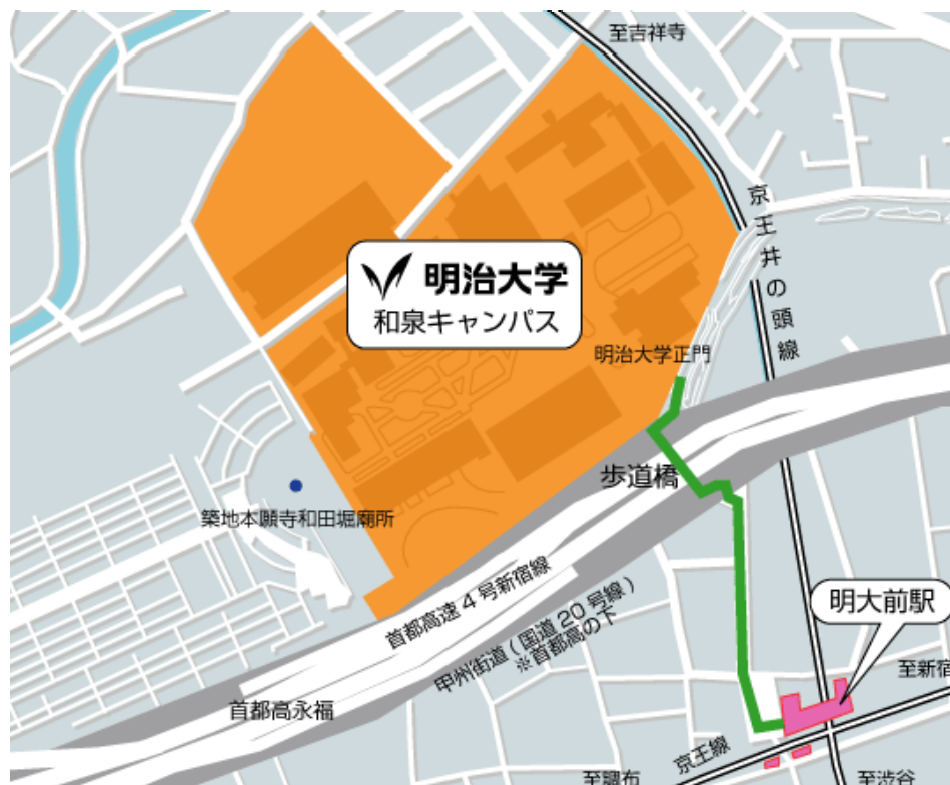 至吉祥寺
京王井の頭線
明治大学
和泉キャンパス
明治大学正門
歩道橋
築地本願寺和田堀廟所
首都高速4号新宿線
甲州街道(国道20号線)
※首都高の下
明大前駅
至新宿
首都高永福
京王線
至調布
至渋谷